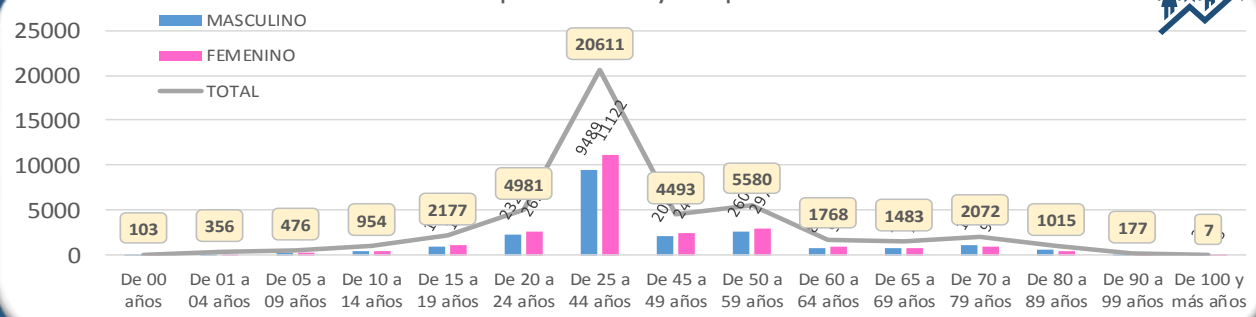 MASCULINO
FEMENINO
TOTAL
25000
20000
15000
10000
5000
0
103
356
476
954
2177
4981
20611
4493
5580
1768
1483
2072
1015
177
7
9489
11122
De 00 años
De 01 a 04 años
De 05 a 09 años
De 10 a 14 años
De 15 a 19 años
De 20 a 24 años
De 25 a 44 años
De 45 a 49 años
De 50 a 59 años
De 60 a 64 años
De 65 a 69 años
De 70 a 79 años
De 80 a 89 años
De 90 a 99 años
De 100 y más años